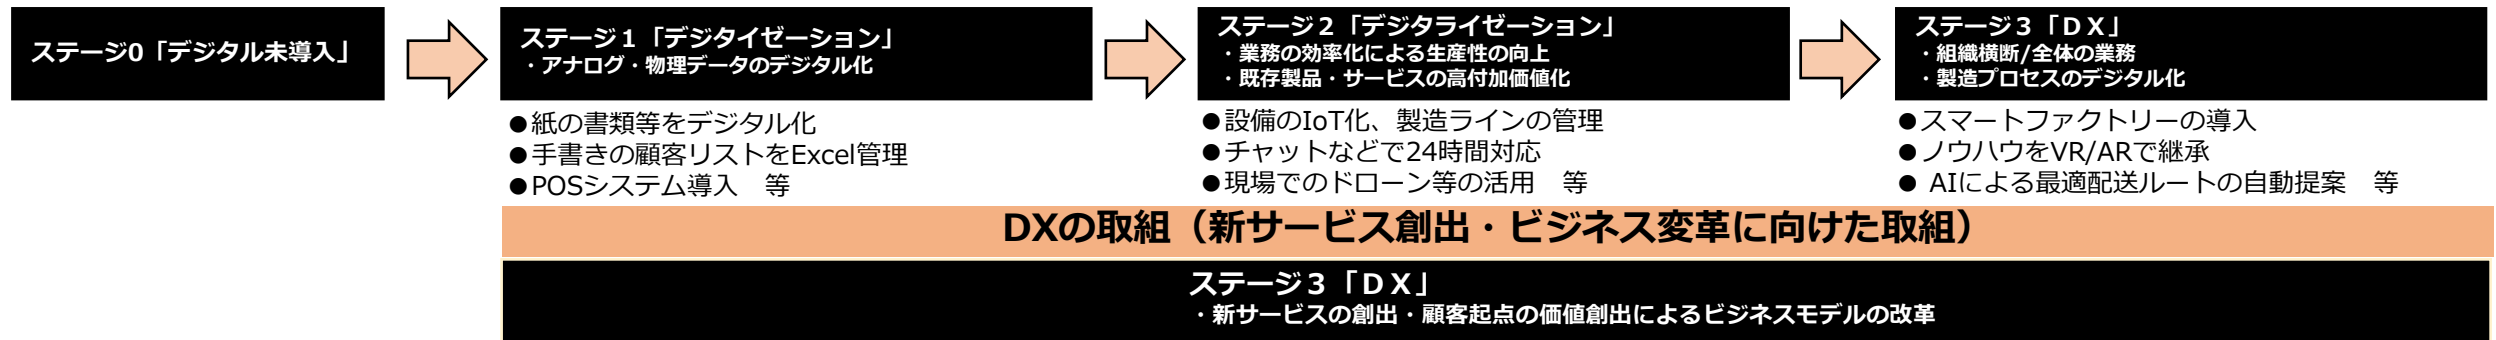 ステージ0「デジタル未導入」
ステージ１「デジタイゼーション」
・アナログ・物理データのデジタル化
●紙の書類等をデジタル化
●手書きの顧客リストをExcel管理
●POSシステム導入　等
ステージ２「デジタライゼーション」
・業務の効率化による生産性の向上
・既存製品・サービスの高付加価値化
●設備のIoT化、製造ラインの管理
●チャットなどで24時間対応
●現場でのドローン等の活用　等
ステージ３「ＤＸ」
・組織横断/全体の業務
・製造プロセスのデジタル化
●スマートファクトリーの導入
●ノウハウをVR/ARで継承
● AIによる最適配送ルートの自動提案　等
DXの取組（新サービス創出・ビジネス変革に向けた取組）
ステージ３「ＤＸ」
・新サービスの創出・顧客起点の価値創出によるビジネスモデルの改革